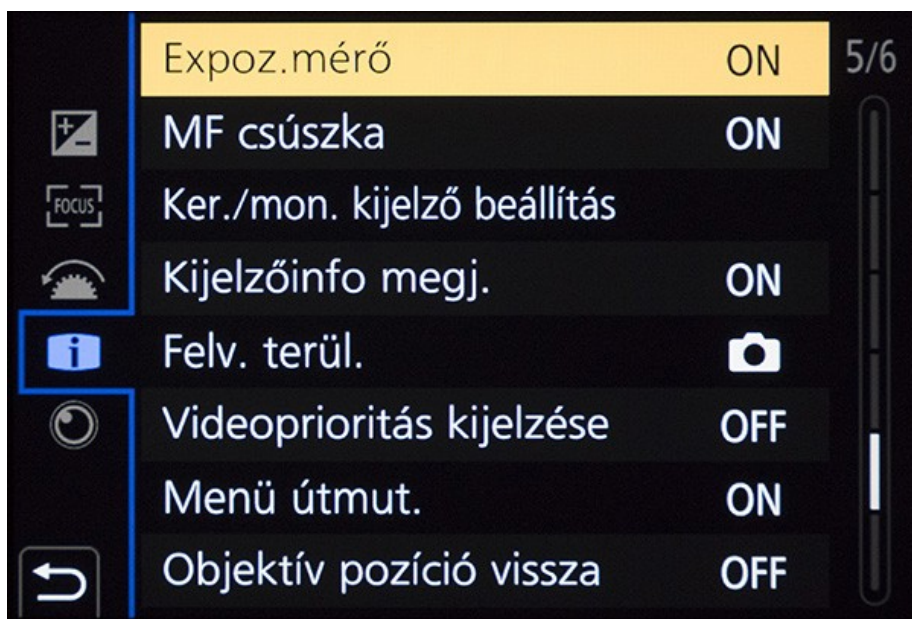 Expoz.mérő ON 5/6
MF csúszka ON
FOCUS Ker./mon. kijelző beállítás
Kijelzőinfo megj. ON
Felv. terül.
Videoprioritás kijelzése OFF
Menü útmut. ON
Objektív pozíció vissza OFF